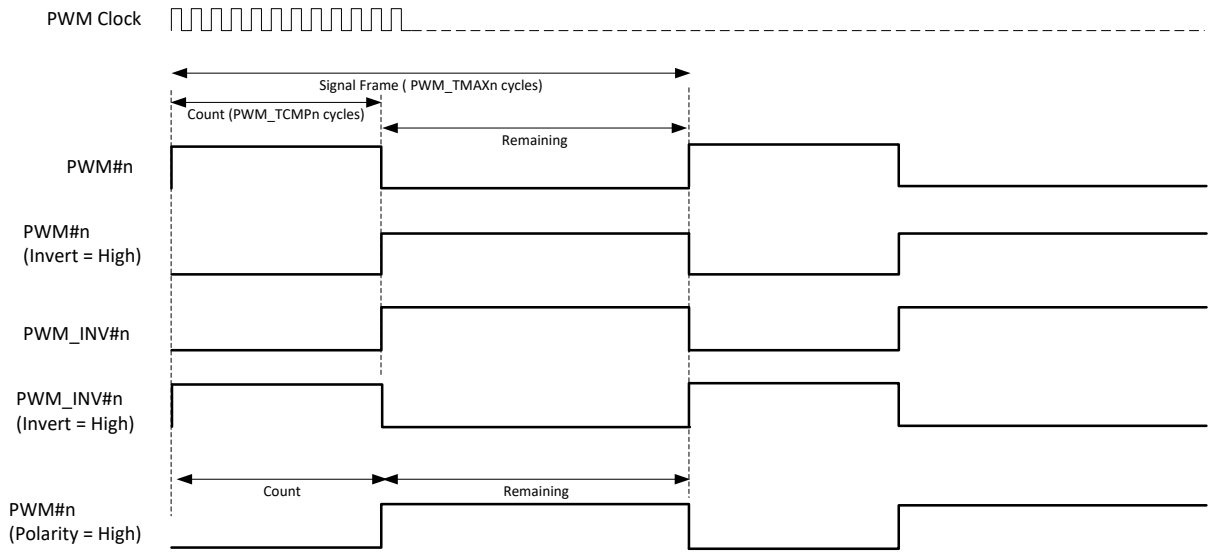 PWM Clock
Signal Frame ( PWM_TMAXn cycles)
Count (PWM_TCMPn cycles)
Remaining
PWM#n
PWM#n
(Invert = High)
PWM_INV#n
PWM_INV#n
(Invert = High)
Count
Remaining
PWM#n
(Polarity = High)